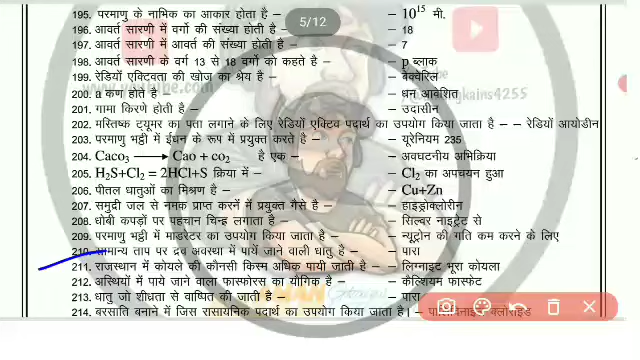 195. परमाणु के नाभिक का आकार होता है – – 10¹⁵ मी.
5/12
196. आवर्त सारणी में वर्गो की संख्या होती है – – 18
197. आवर्त सारणी में आवर्त की संख्या होती है – – 7
198. आवर्त सारणी के वर्ग 13 से 18 वर्गो को कहते है – – p ब्लाक
199. रेडियों एक्टिवता की खोज का श्रेय है – – बेक्वेरिल
200. a कण होते है – – धन आवशित
201. गामा किरणे होती है – – उदासीन
202. मस्तिष्क ट्यूमर का पता लगाने के लिए रेडियों एक्टिव पदार्थ का उपयोग किया जाता है – – रेडियों आयोडीन
203. परमाणु भट्टी में इंधन के रूप में प्रयुक्त करते है – – यूरेनियम 235
204. Caco₃ ⟶ Cao + co₂ है एक – – अवघटनीय अभिक्रिया
205. H₂S+Cl₂ = 2HCl+S क्रिया में – – Cl₂ का अपचयन हुआ
206. पीतल धातुओं का मिश्रण है – – Cu+Zn
207. समुद्री जल से नमक प्राप्त करनें में प्रयुक्त गैसे है – – हाइड्रोक्लोरीन
208. धोबी कपड़ों पर पहचान चिन्ह लगाता है – – सिल्बर नाइट्रेट से
209. परमाणु भट्टी में माडरेटर का उपयोग किया जाता है – – न्यूट्रोन की गति कम करने के लिए
210. सामान्य ताप पर द्रव अवस्था में पायें जाने वाली धातु है – – पारा
211. राजस्थान में कोयले की कौनसी किस्म अधिक पायी जाती है – – लिग्नाइट भूरा कोयला
212. अस्थियों में पाये जाने वाला फास्फोरस का यौगिक है – – कैल्शियम फास्फेट
213. धातु जो शीध्रता से वाष्पित की जाती है – – पारा
214. बरसाति बनाने में जिस रासायनिक पदार्थ का उपयोग किया जाता है।